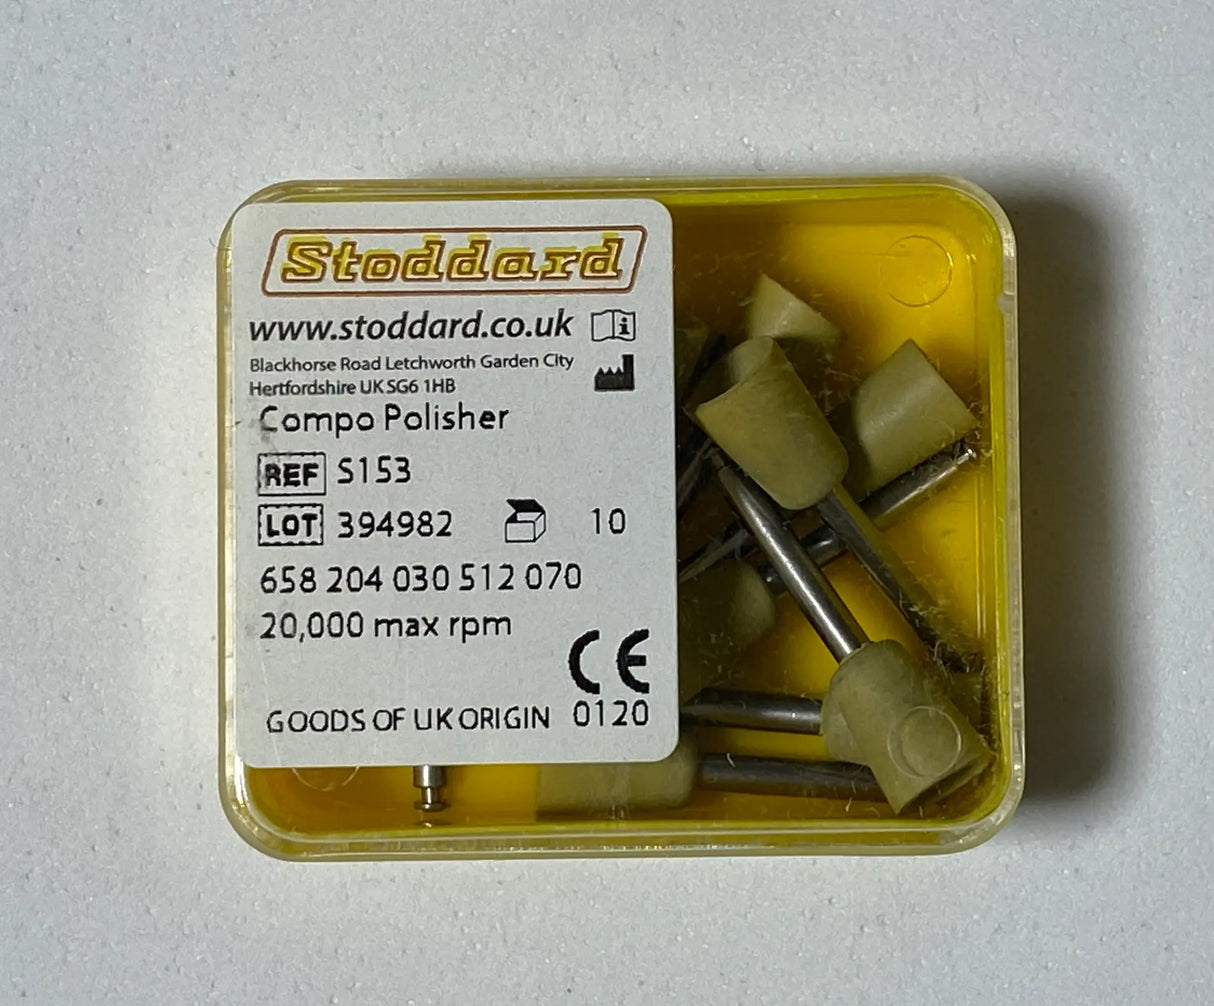 Stoddard
www.stoddard.co.uk
Blackhorse Road Letchworth Garden City
Hertfordshire UK SG6 1HB
Compo Polisher
REF S153
LOT 394982 10
658 204 030 512 070
20,000 max rpm
CE
GOODS OF UK ORIGIN 0120